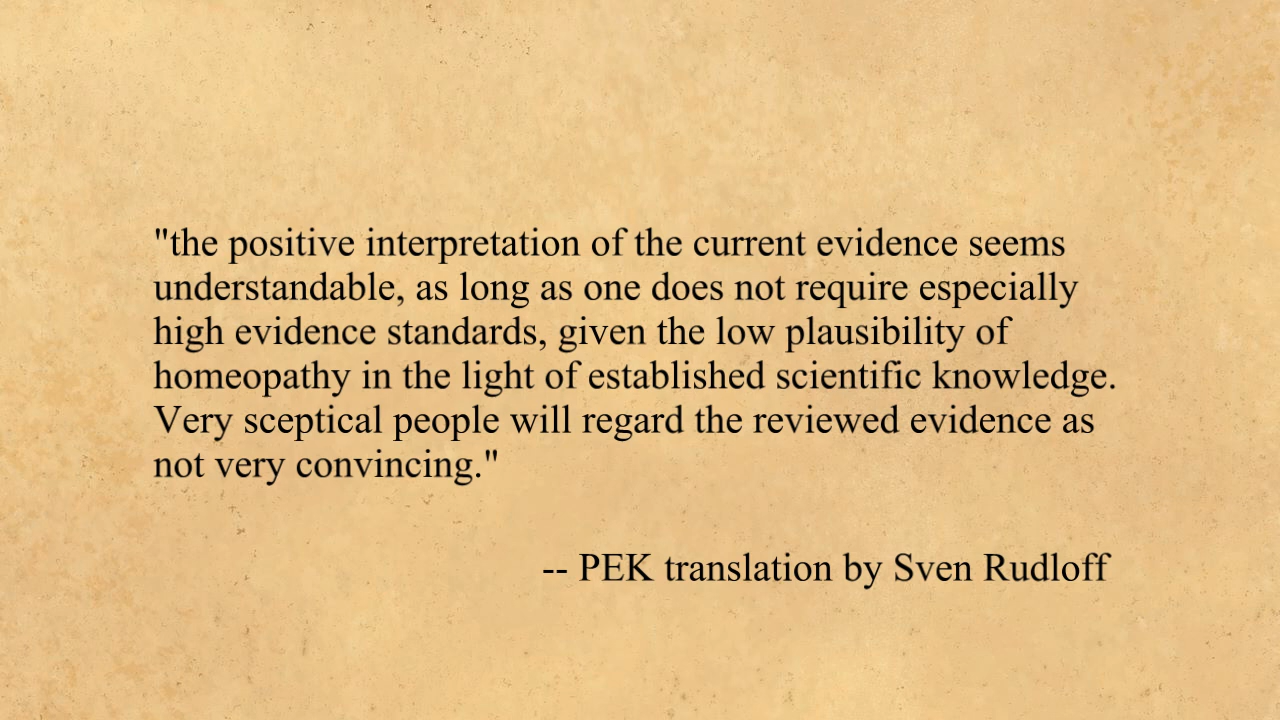 "the positive interpretation of the current evidence seems
understandable, as long as one does not require especially
high evidence standards, given the low plausibility of
homeopathy in the light of established scientific knowledge.
Very sceptical people will regard the reviewed evidence as
not very convincing."
-- PEK translation by Sven Rudloff